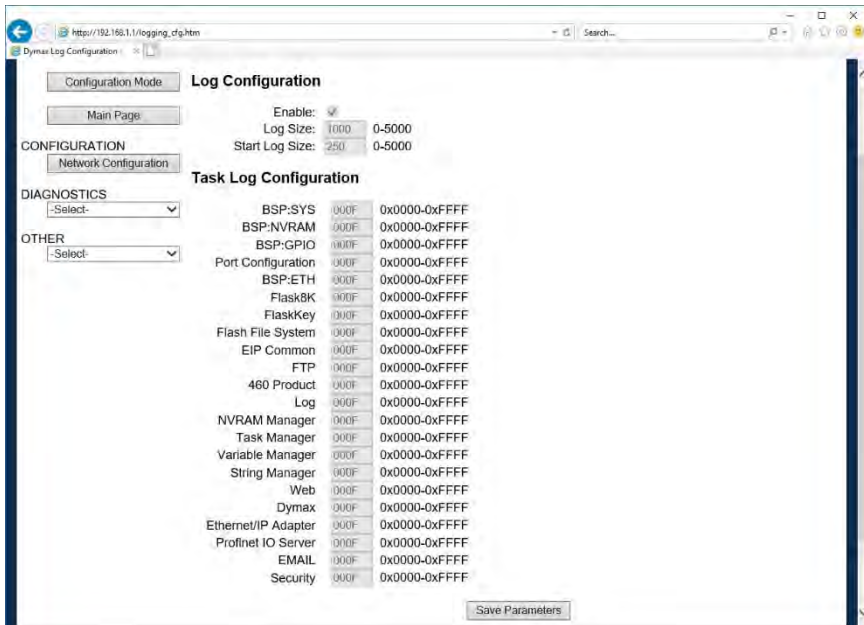 http://192.168.1.1/logging_cfg.htm
Search...
Dymax Log Configuration
Configuration Mode
Main Page
CONFIGURATION
Network Configuration
DIAGNOSTICS
-Select-
OTHER
-Select-
Log Configuration
Enable:
Log Size: 1000 0-5000
Start Log Size: 250 0-5000
Task Log Configuration
BSP:SYS 000F 0x0000-0xFFFF
BSP:NVRAM 000F 0x0000-0xFFFF
BSP:GPIO 000F 0x0000-0xFFFF
Port Configuration 000F 0x0000-0xFFFF
BSP:ETH 000F 0x0000-0xFFFF
Flask8K 000F 0x0000-0xFFFF
FlaskKey 000F 0x0000-0xFFFF
Flash File System 000F 0x0000-0xFFFF
EIP Common 000F 0x0000-0xFFFF
FTP 000F 0x0000-0xFFFF
460 Product 000F 0x0000-0xFFFF
Log 000F 0x0000-0xFFFF
NVRAM Manager 000F 0x0000-0xFFFF
Task Manager 000F 0x0000-0xFFFF
Variable Manager 000F 0x0000-0xFFFF
String Manager 000F 0x0000-0xFFFF
Web 000F 0x0000-0xFFFF
Dymax 000F 0x0000-0xFFFF
Ethernet/IP Adapter 000F 0x0000-0xFFFF
Profinet IO Server 000F 0x0000-0xFFFF
EMAIL 000F 0x0000-0xFFFF
Security 000F 0x0000-0xFFFF
Save Parameters